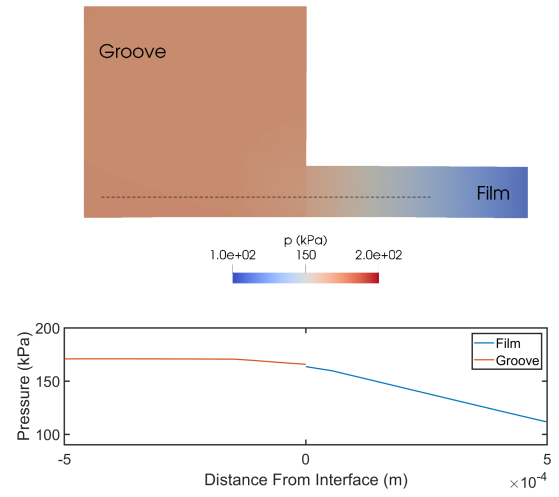 Groove
Film
p (kPa)
1.0e+02 150 2.0e+02
200
150
100
Pressure (kPa)
Film
Groove
-5 0 5
×10⁻⁴
Distance From Interface (m)